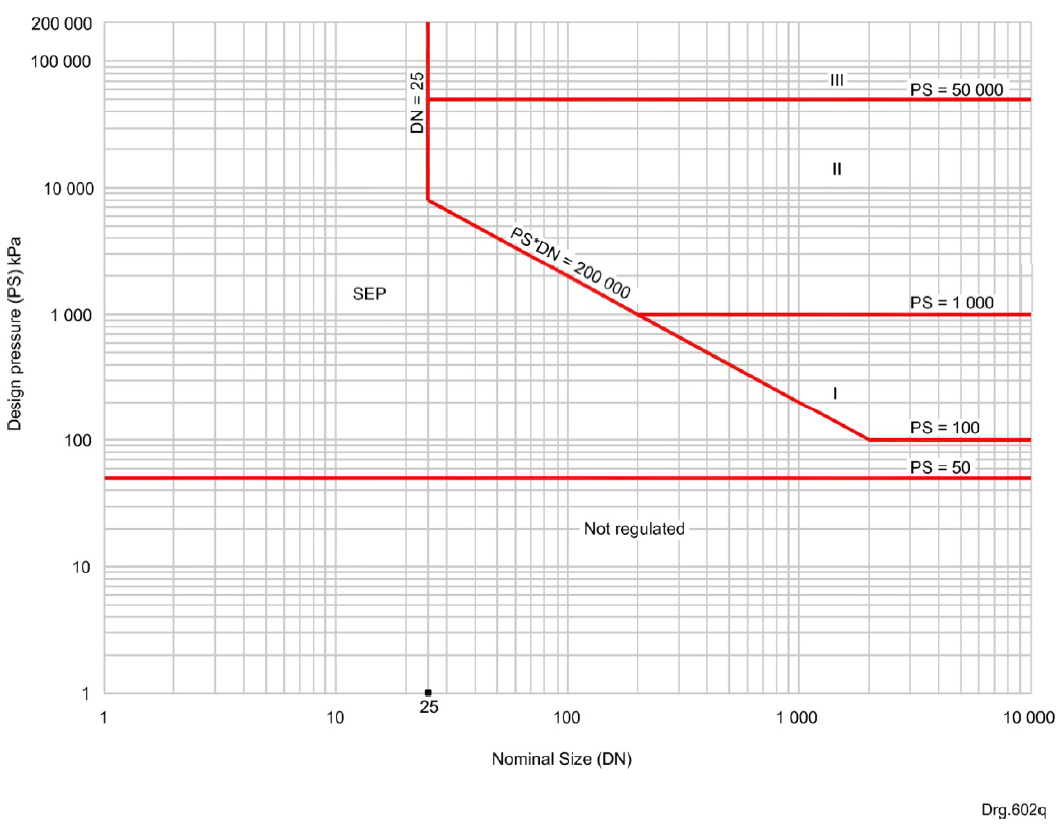 200 000
100 000
10 000
1 000
100
10
1
Design pressure (PS) kPa
DN = 25
III
PS = 50 000
II
PS*DN = 200 000
SEP
PS = 1 000
I
PS = 100
PS = 50
Not regulated
25
1
10
100
1 000
10 000
Nominal Size (DN)
Drg.602q